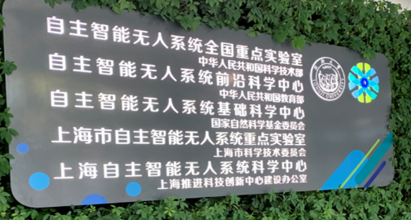 自主智能无人系统全国重点实验室
中华人民共和国科学技术部
自主智能无人系统前沿科学中心
中华人民共和国教育部
自主智能无人系统基础科学中心
国家自然科学基金委员会
上海市自主智能无人系统重点实验室
上海市科学技术委员会
上海自主智能无人系统科学中心
上海推进科技创新中心建设办公室